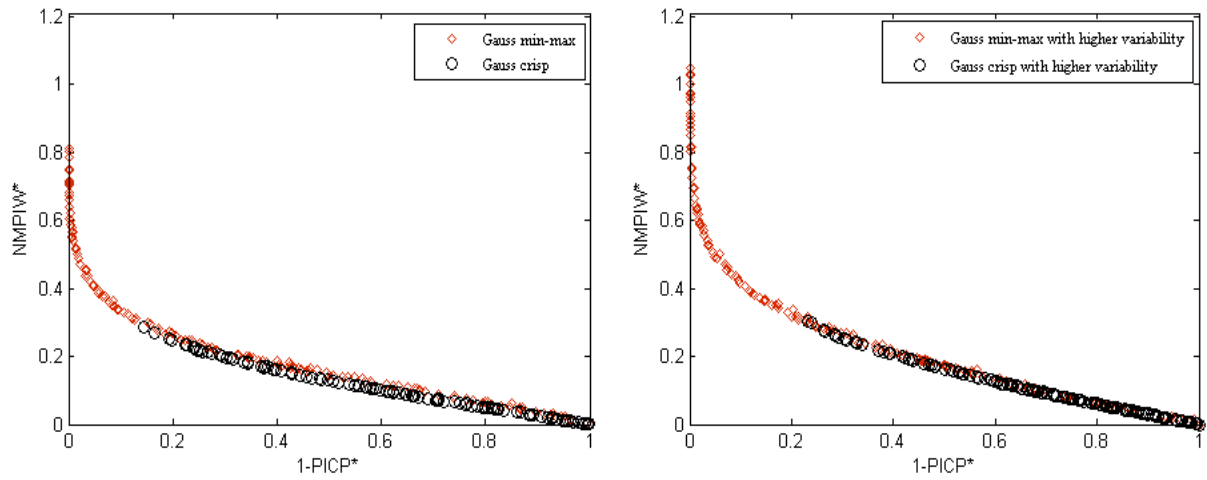 1.2
1
0.8
0.6
0.4
0.2
0
NMPIW*
Gauss min-max
Gauss crisp
0 0.2 0.4 0.6 0.8 1
1-PICP*
1.2
1
0.8
0.6
0.4
0.2
0
NMPIW*
Gauss min-max with higher variability
Gauss crisp with higher variability
0 0.2 0.4 0.6 0.8 1
1-PICP*